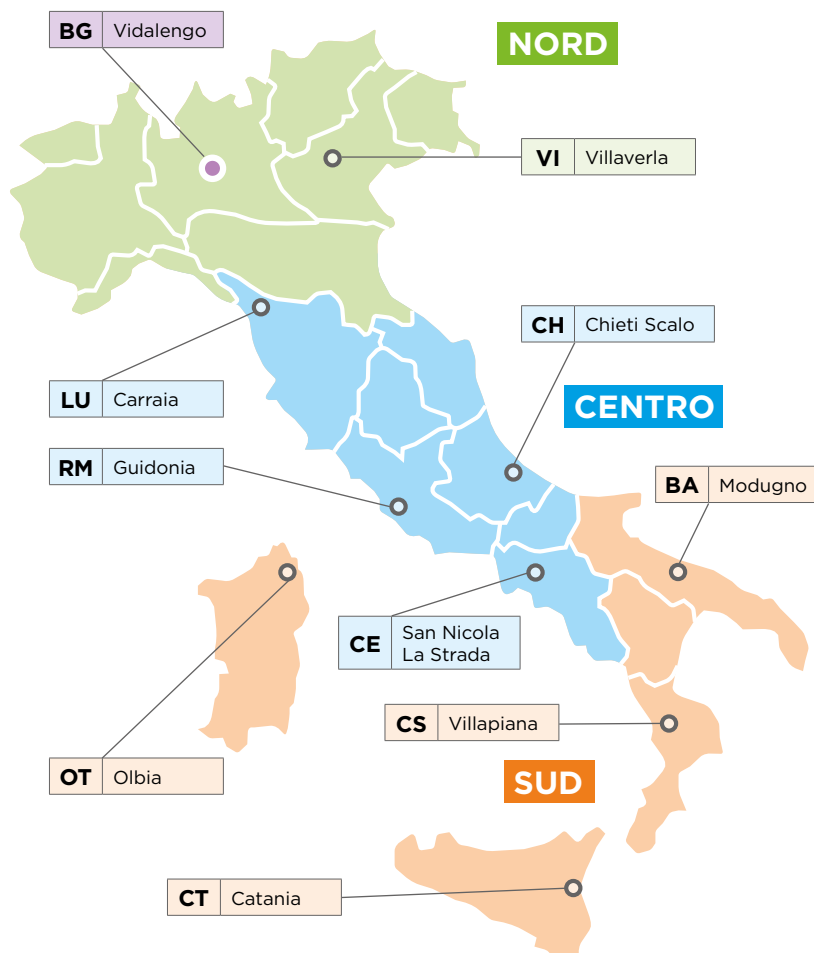 BG Vidalengo
NORD
VI Villaverla
CH Chieti Scalo
LU Carraia
CENTRO
RM Guidonia
BA Modugno
CE San Nicola
La Strada
CS Villapiana
OT Olbia
SUD
CT Catania